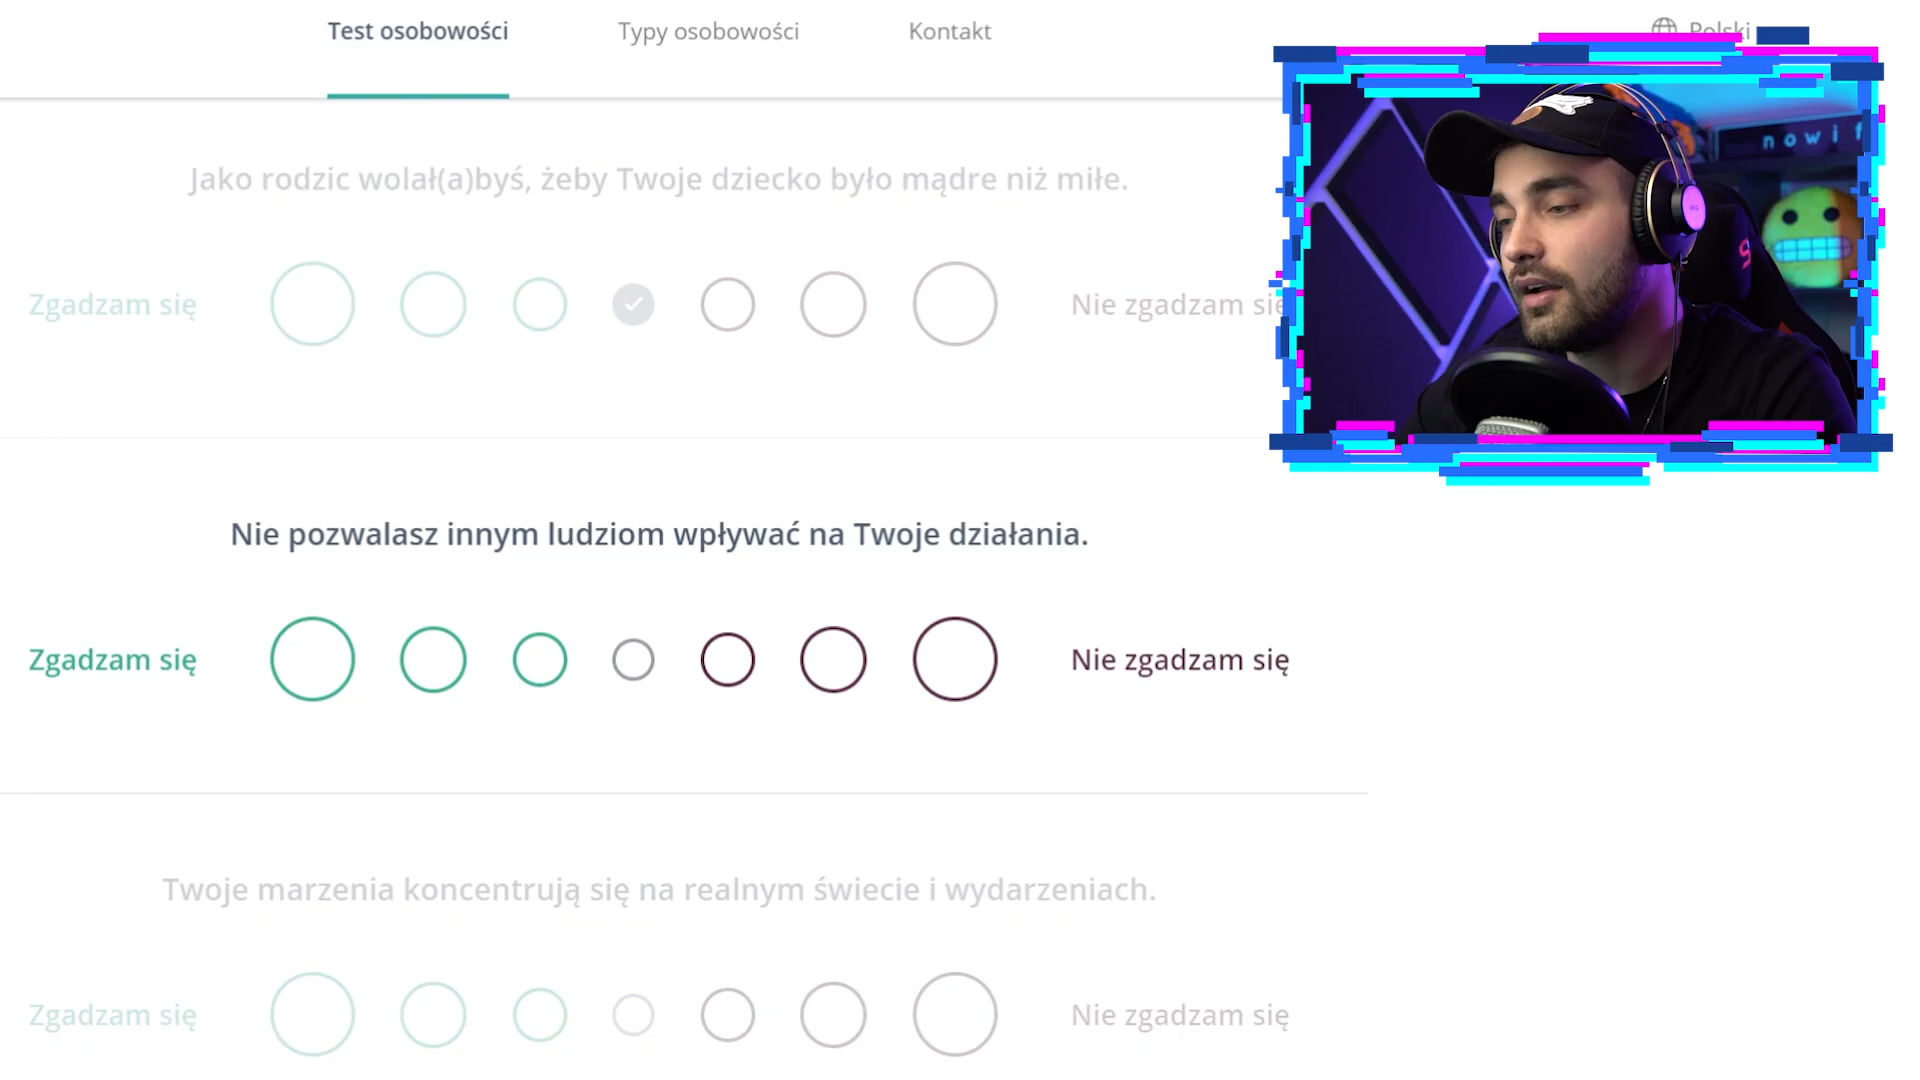 Test osobowości
Typy osobowości
Kontakt
Polski
Jako rodzic wolał(a)byś, żeby Twoje dziecko było mądre niż miłe.
Zgadzam się
Nie zgadzam się
Nie pozwalasz innym ludziom wpływać na Twoje działania.
Zgadzam się
Nie zgadzam się
Twoje marzenia koncentrują się na realnym świecie i wydarzeniach.
Zgadzam się
Nie zgadzam się